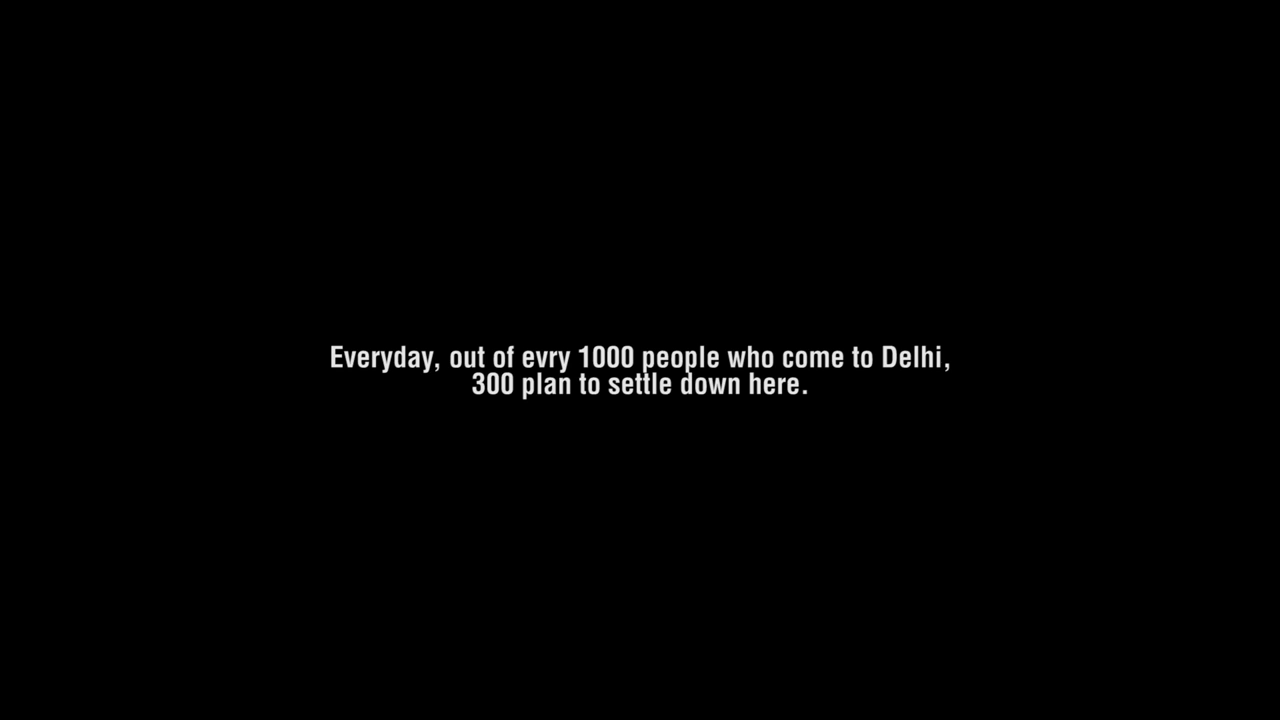 Everyday, out of evry 1000 people who come to Delhi,
300 plan to settle down here.